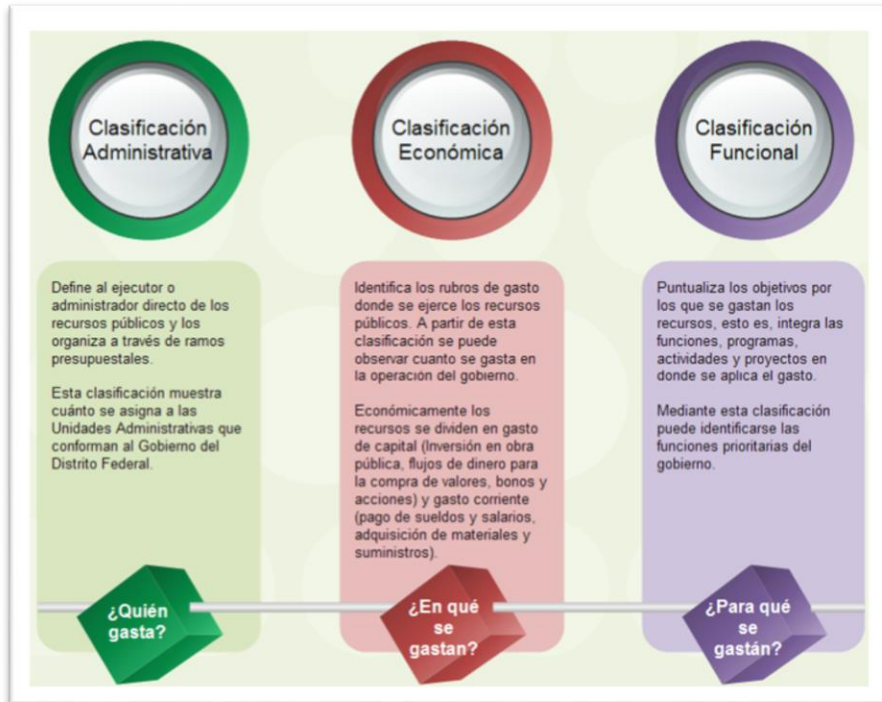 Clasificación
Administrativa
Define al ejecutor o
administrador directo de los
recursos públicos y los
organiza a través de ramos
presupuestales.
Esta clasificación muestra
cuánto se asigna a las
Unidades Administrativas que
conforman al Gobierno del
Distrito Federal.
¿Quién
gasta?
Clasificación
Económica
Identifica los rubros de gasto
donde se ejerce los recursos
públicos. A partir de esta
clasificación se puede
observar cuanto se gasta en
la operación del gobierno.
Económicamente los
recursos se dividen en gasto
de capital (Inversión en obra
pública, flujos de dinero para
la compra de valores, bonos y
acciones) y gasto corriente
(pago de sueldos y salarios,
adquisición de materiales y
suministros).
¿En qué
se
gastan?
Clasificación
Funcional
Puntualiza los objetivos por
los que se gastan los
recursos, esto es, integra las
funciones, programas,
actividades y proyectos en
donde se aplica el gasto.
Mediante esta clasificación
puede identificarse las
funciones prioritarias del
gobierno.
¿Para qué
se
gastán?